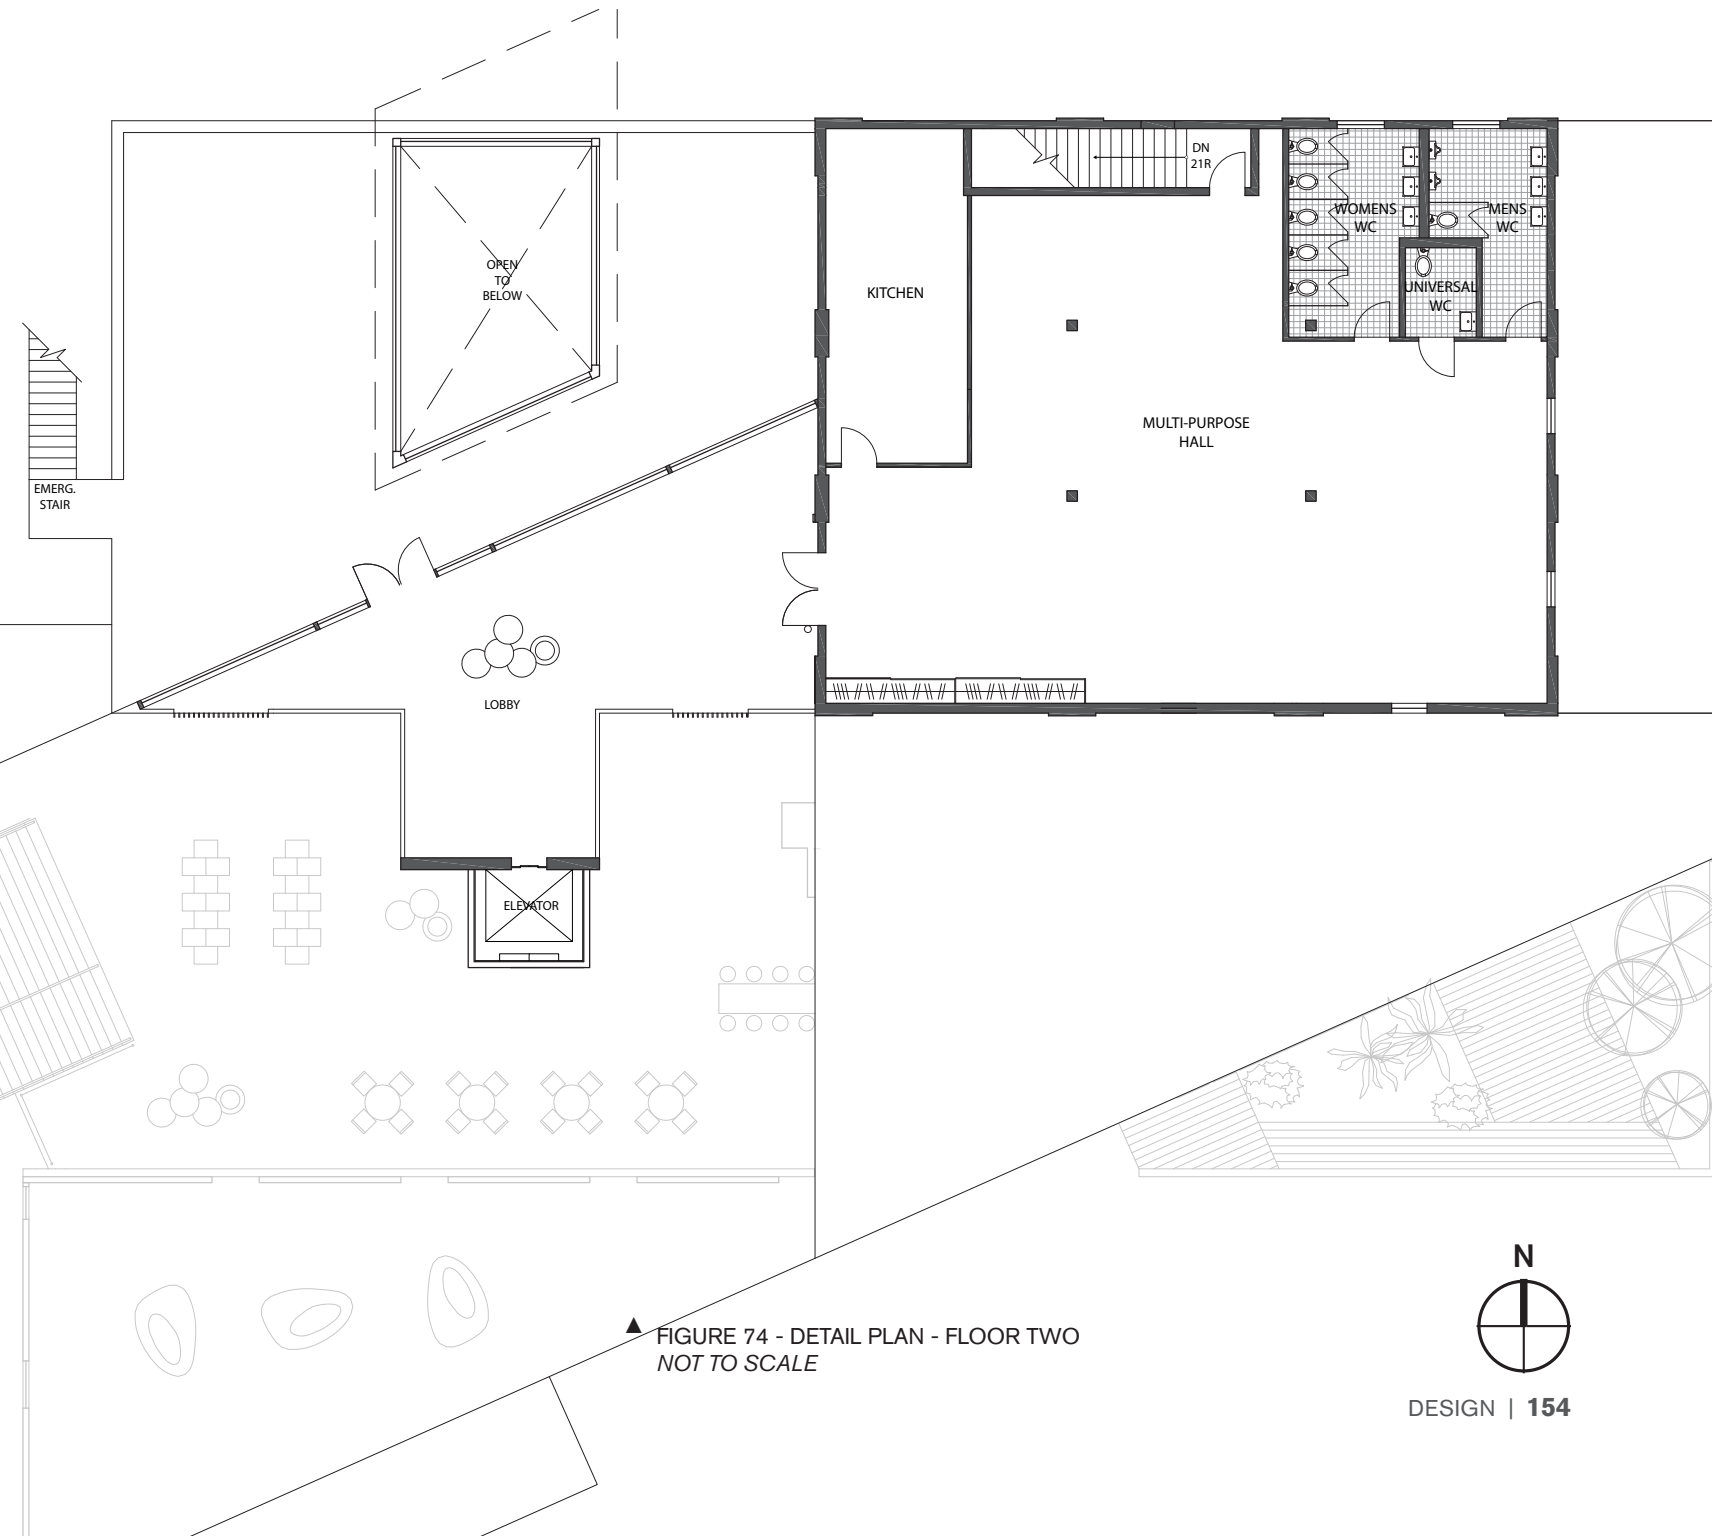 DN
21R
WOMENS
WC
MENS
WC
OPEN
TO
BELOW
KITCHEN
UNIVERSAL
WC
MULTI-PURPOSE
HALL
EMERG.
STAIR
LOBBY
ELEVATOR
N
FIGURE 74 - DETAIL PLAN - FLOOR TWO
NOT TO SCALE
DESIGN | 154